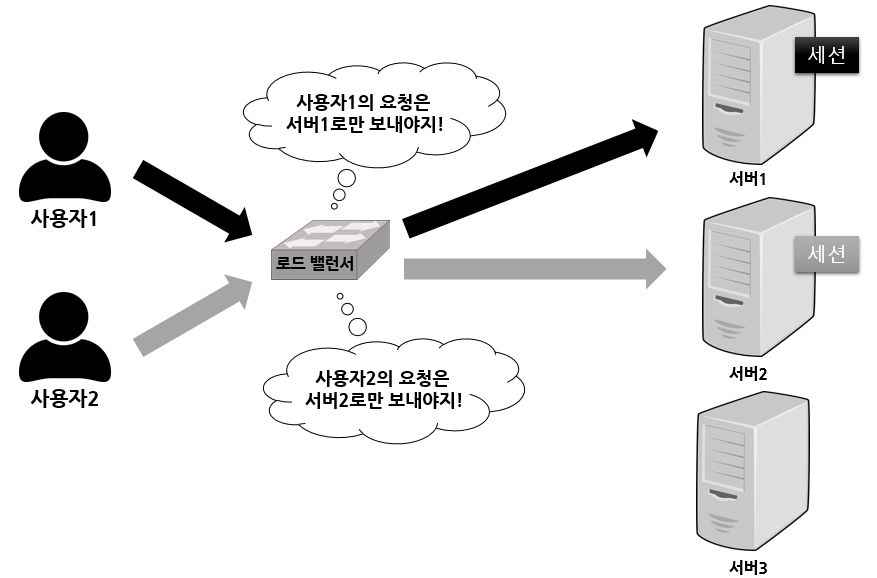 사용자1의 요청은
서버1로만 보내야지!
세션
서버1
사용자1
로드 밸런서
세션
서버2
사용자2
사용자2의 요청은
서버2로만 보내야지!
서버3